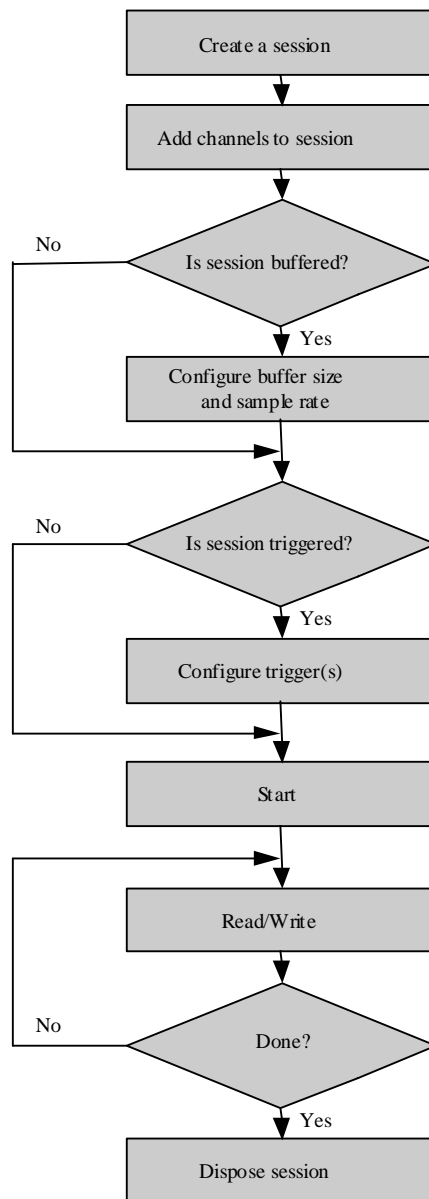 Create a session
Add channels to session
No
Is session buffered?
Yes
Configure buffer size
and sample rate
No
Is session triggered?
Yes
Configure trigger(s)
Start
Read/Write
No
Done?
Yes
Dispose session